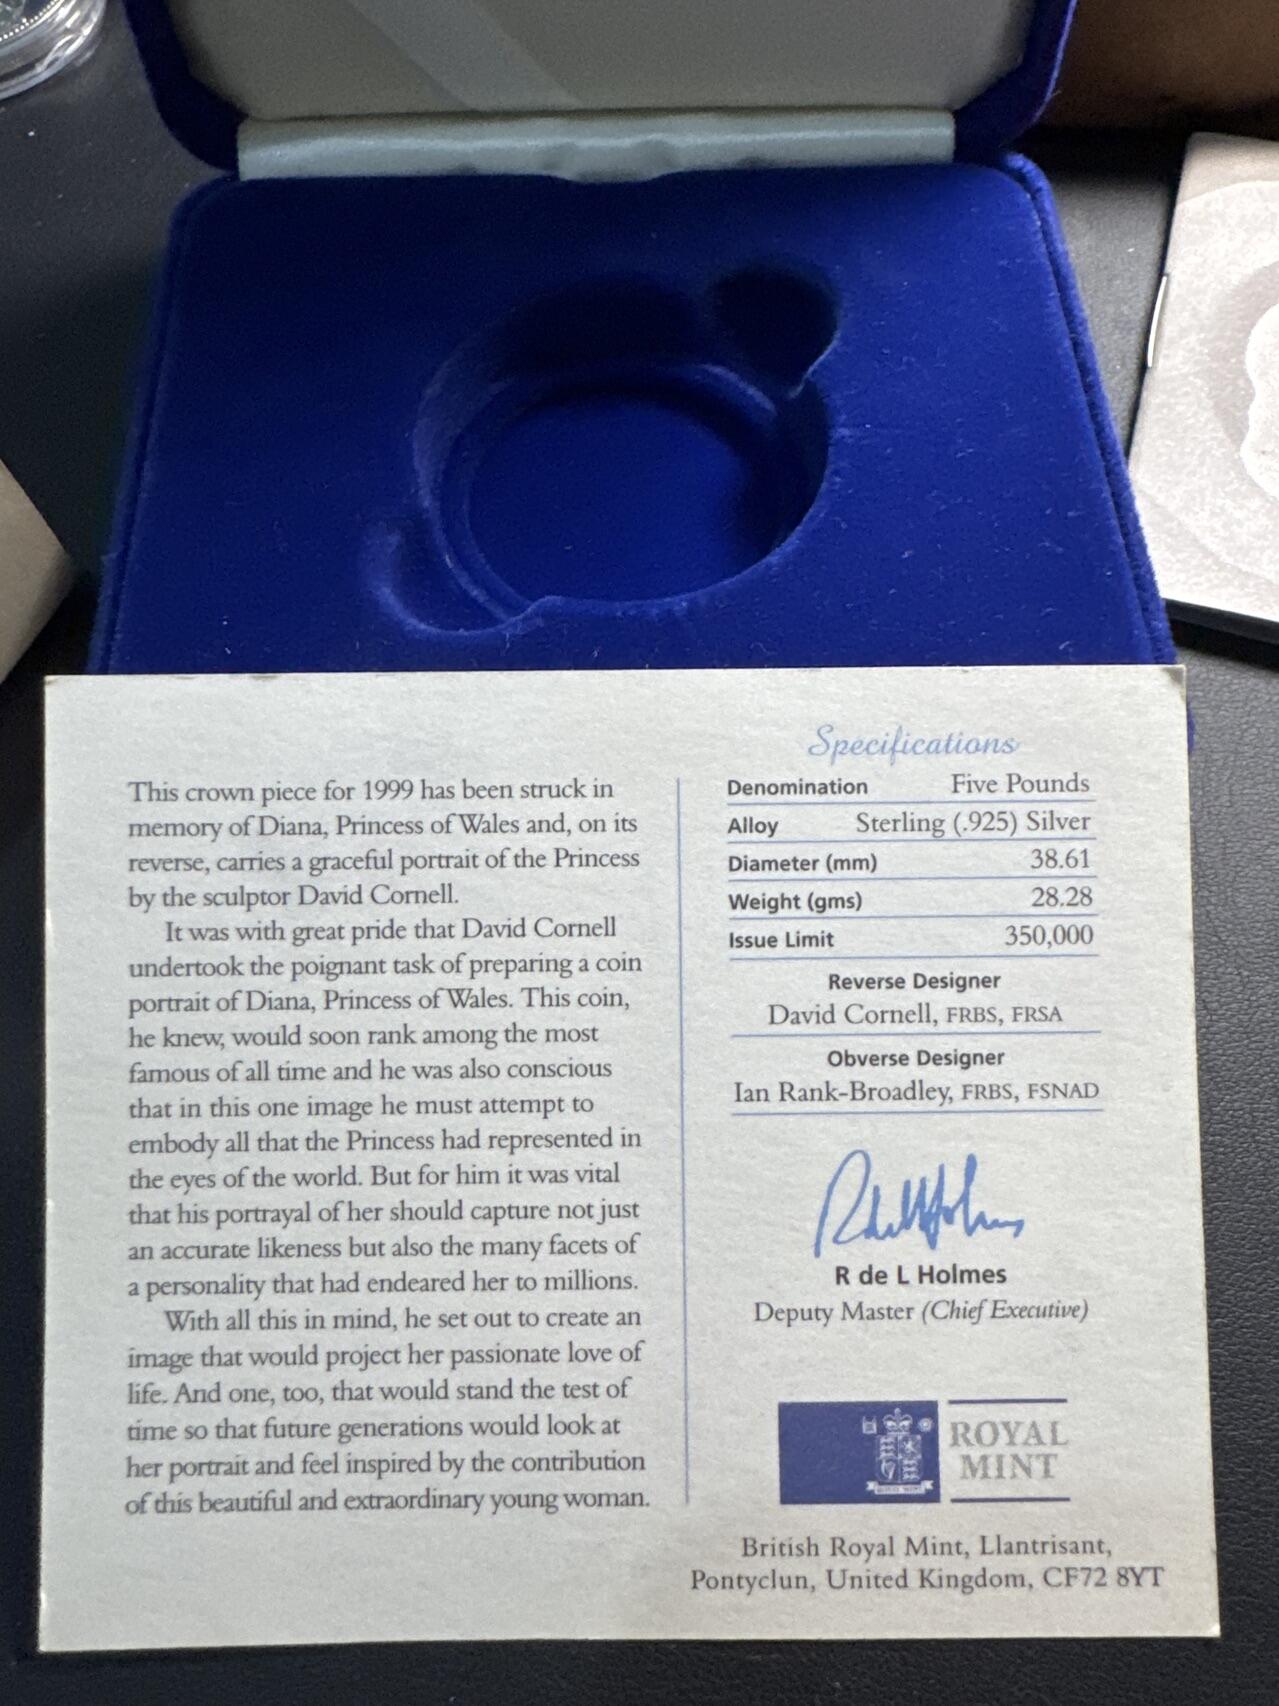 This crown piece for 1999 has been struck in
memory of Diana, Princess of Wales and, on its
reverse, carries a graceful portrait of the Princess
by the sculptor David Cornell.
It was with great pride that David Cornell
undertook the poignant task of preparing a coin
portrait of Diana, Princess of Wales. This coin,
he knew, would soon rank among the most
famous of all time and he was also conscious
that in this one image he must attempt to
embody all that the Princess had represented in
the eyes of the world. But for him it was vital
that his portrayal of her should capture not just
an accurate likeness but also the many facets of
a personality that had endeared her to millions.
With all this in mind, he set out to create an
image that would project her passionate love of
life. And one, too, that would stand the test of
time so that future generations would look at
her portrait and feel inspired by the contribution
of this beautiful and extraordinary young woman.
Specifications
Denomination Five Pounds
Alloy Sterling (.925) Silver
Diameter (mm) 38.61
Weight (gms) 28.28
Issue Limit 350,000
Reverse Designer
David Cornell, FRBS, FRSA
Obverse Designer
Ian Rank-Broadley, FRBS, FSNAD
R de L Holmes
Deputy Master (Chief Executive)
ROYAL
MINT
British Royal Mint, Llantrisant,
Pontyclun, United Kingdom, CF72 8YT